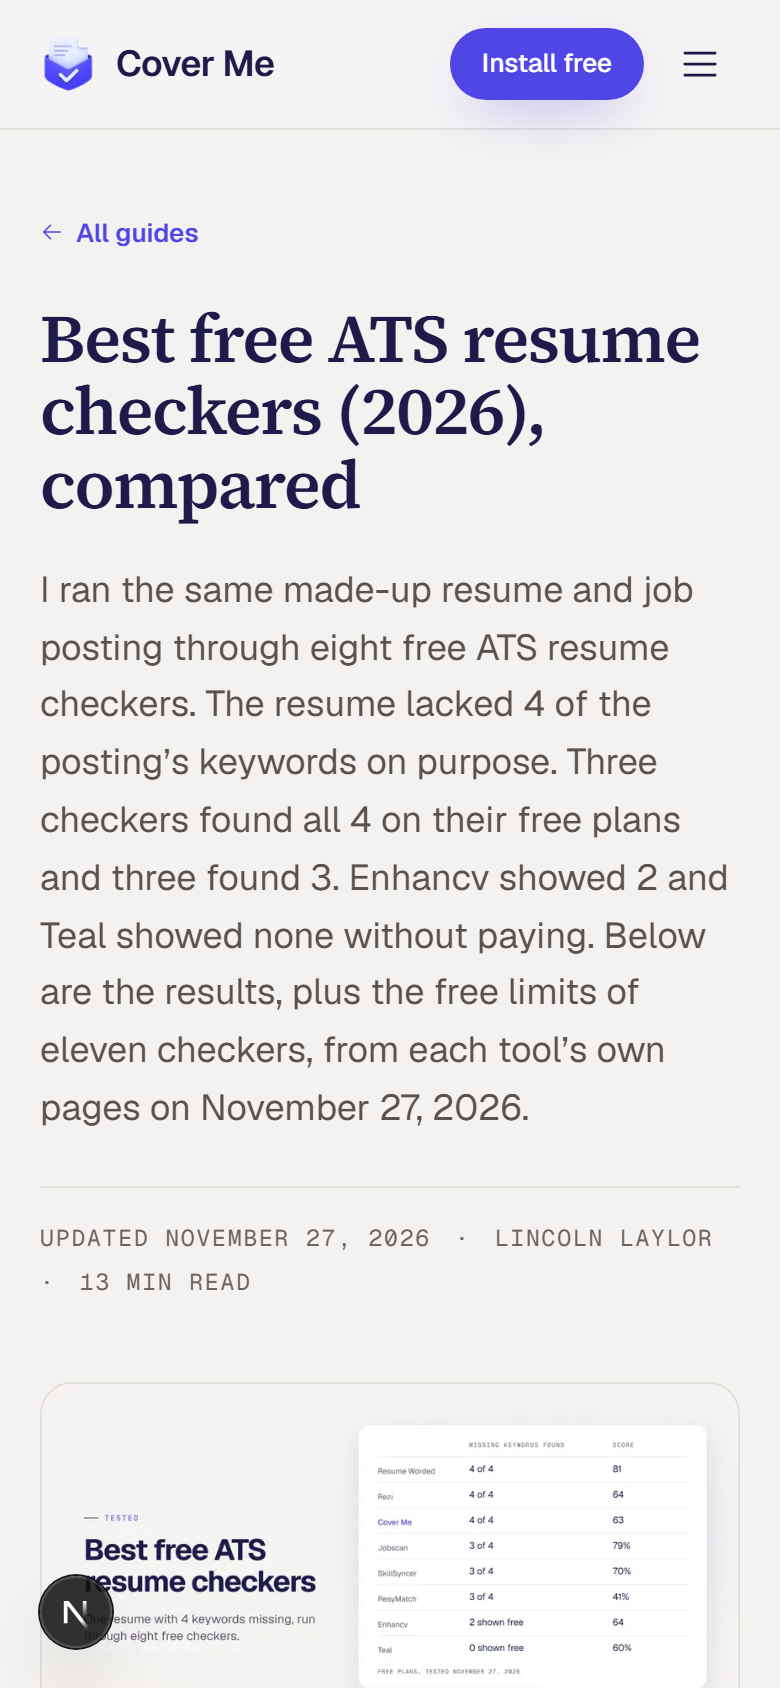 Cover Me
Install free
← All guides
Best free ATS resume
checkers (2026),
compared
I ran the same made-up resume and job
posting through eight free ATS resume
checkers. The resume lacked 4 of the
posting’s keywords on purpose. Three
checkers found all 4 on their free plans
and three found 3. Enhancv showed 2 and
Teal showed none without paying. Below
are the results, plus the free limits of
eleven checkers, from each tool’s own
pages on November 27, 2026.
UPDATED NOVEMBER 27, 2026 · LINCOLN LAYLOR
· 13 MIN READ
— TESTED
Best free ATS
resume checkers
One resume with 4 keywords missing, run
through eight free checkers.
N
MISSING KEYWORDS FOUND SCORE
Resume Worded 4 of 4 81
Rezi 4 of 4 64
Cover Me 4 of 4 63
Jobscan 3 of 4 79%
SkillSyncer 3 of 4 70%
ResyMatch 3 of 4 41%
Enhancv 2 shown free 64
Teal 0 shown free 60%
FREE PLANS, TESTED NOVEMBER 27, 2026